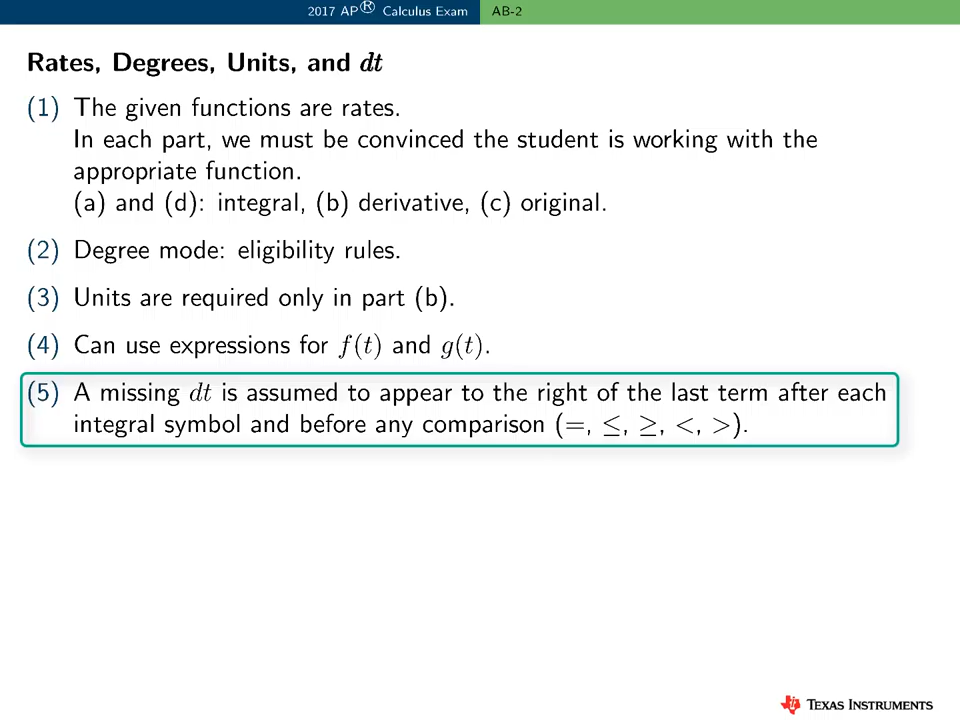 2017 AP® Calculus Exam AB-2
Rates, Degrees, Units, and dt
(1) The given functions are rates.
In each part, we must be convinced the student is working with the
appropriate function.
(a) and (d): integral, (b) derivative, (c) original.
(2) Degree mode: eligibility rules.
(3) Units are required only in part (b).
(4) Can use expressions for f(t) and g(t).
(5) A missing dt is assumed to appear to the right of the last term after each
integral symbol and before any comparison (=, ≤, ≥, <, >).
TEXAS INSTRUMENTS